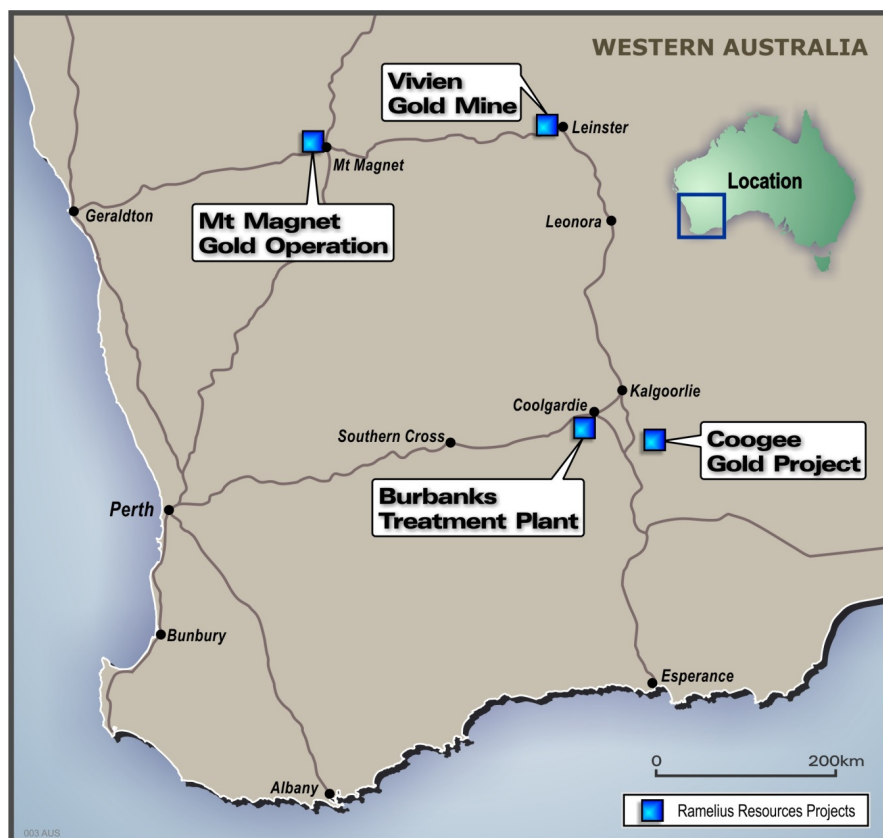 WESTERN AUSTRALIA
Vivien
Gold Mine
Leinster
Mt Magnet
Location
Geraldton
Mt Magnet
Gold Operation
Leonora
Kalgoorlie
Coolgardie
Southern Cross
Coogee
Gold Project
Burbanks
Treatment Plant
Perth
Bunbury
Esperance
0 200km
Albany
Ramelius Resources Projects
003 AUS